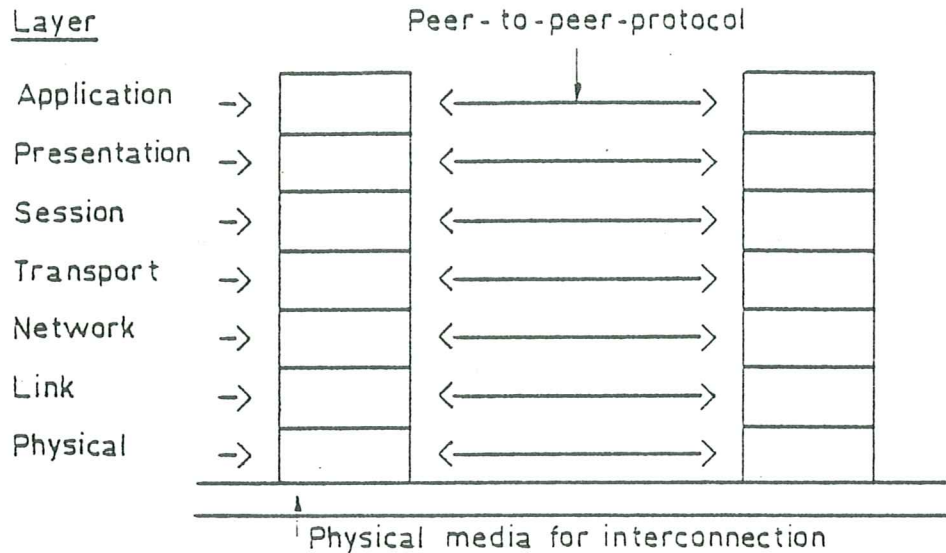 Layer
Peer-to-peer-protocol
Application
Presentation
Session
Transport
Network
Link
Physical
Physical media for interconnection